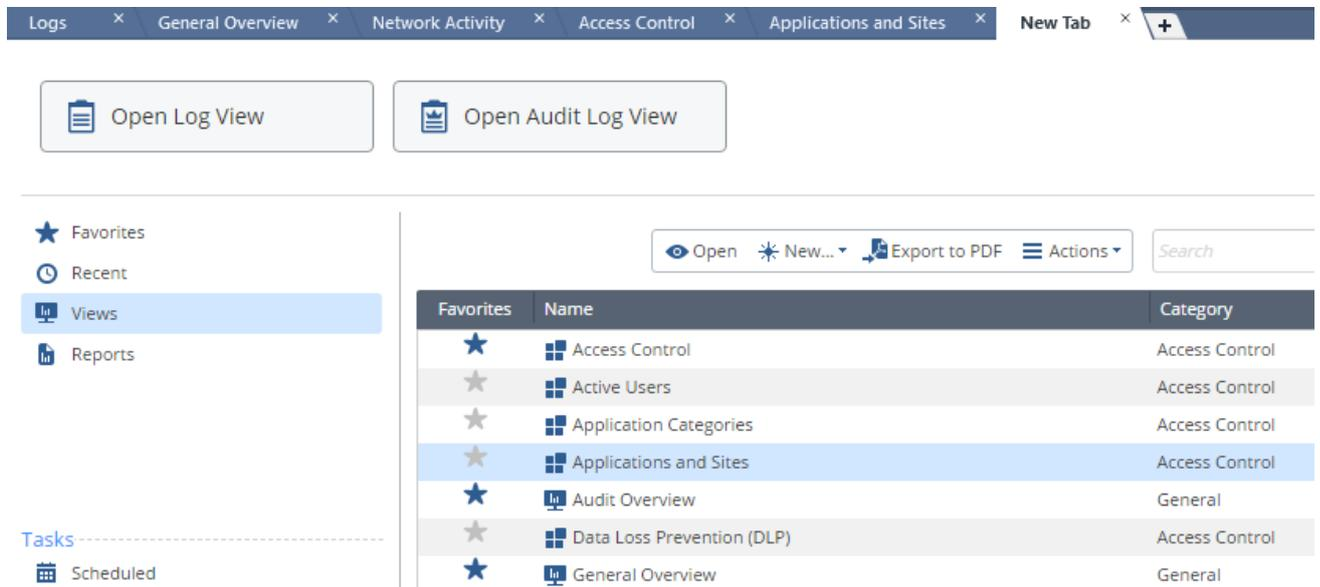 Logs × General Overview × Network Activity × Access Control × Applications and Sites × New Tab × +
Open Log View Open Audit Log View
Favorites
Recent
Views
Reports
Tasks
Scheduled
Open New... Export to PDF Actions Search
Favorites Name Category
Access Control Access Control
Active Users Access Control
Application Categories Access Control
Applications and Sites Access Control
Audit Overview General
Data Loss Prevention (DLP) Access Control
General Overview General